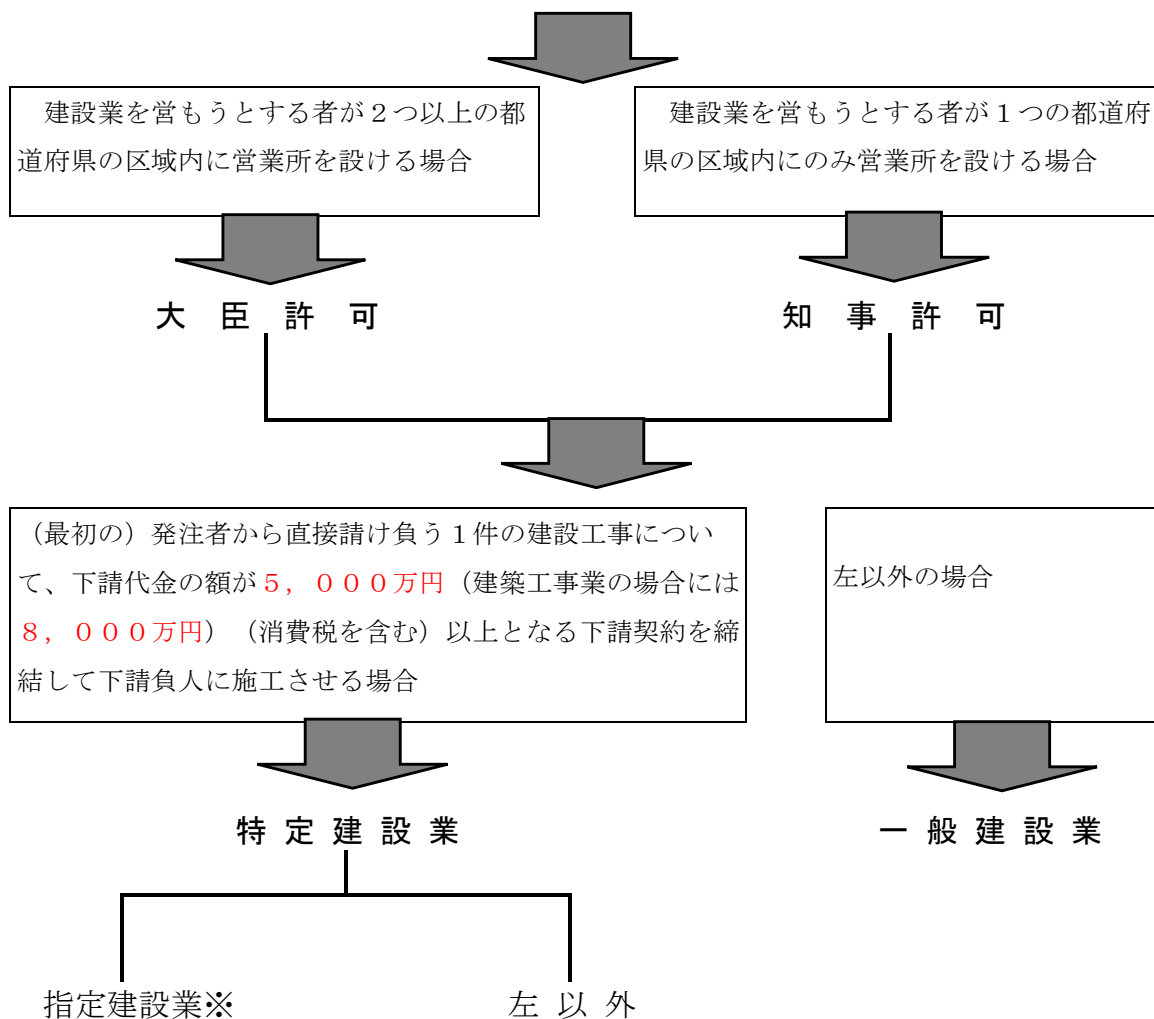 建設業を営もうとする者が２つ以上の都
道府県の区域内に営業所を設ける場合
　建設業を営もうとする者が１つの都道府
県の区域内にのみ営業所を設ける場合
大　臣　許　可
知　事　許　可
（最初の）発注者から直接請け負う１件の建設工事につい
て、下請代金の額が５，０００万円（建築工事業の場合には
８，０００万円）（消費税を含む）以上となる下請契約を締
結して下請負人に施工させる場合
左以外の場合
特 定 建 設 業
一 般 建 設 業
指定建設業※
左 以 外